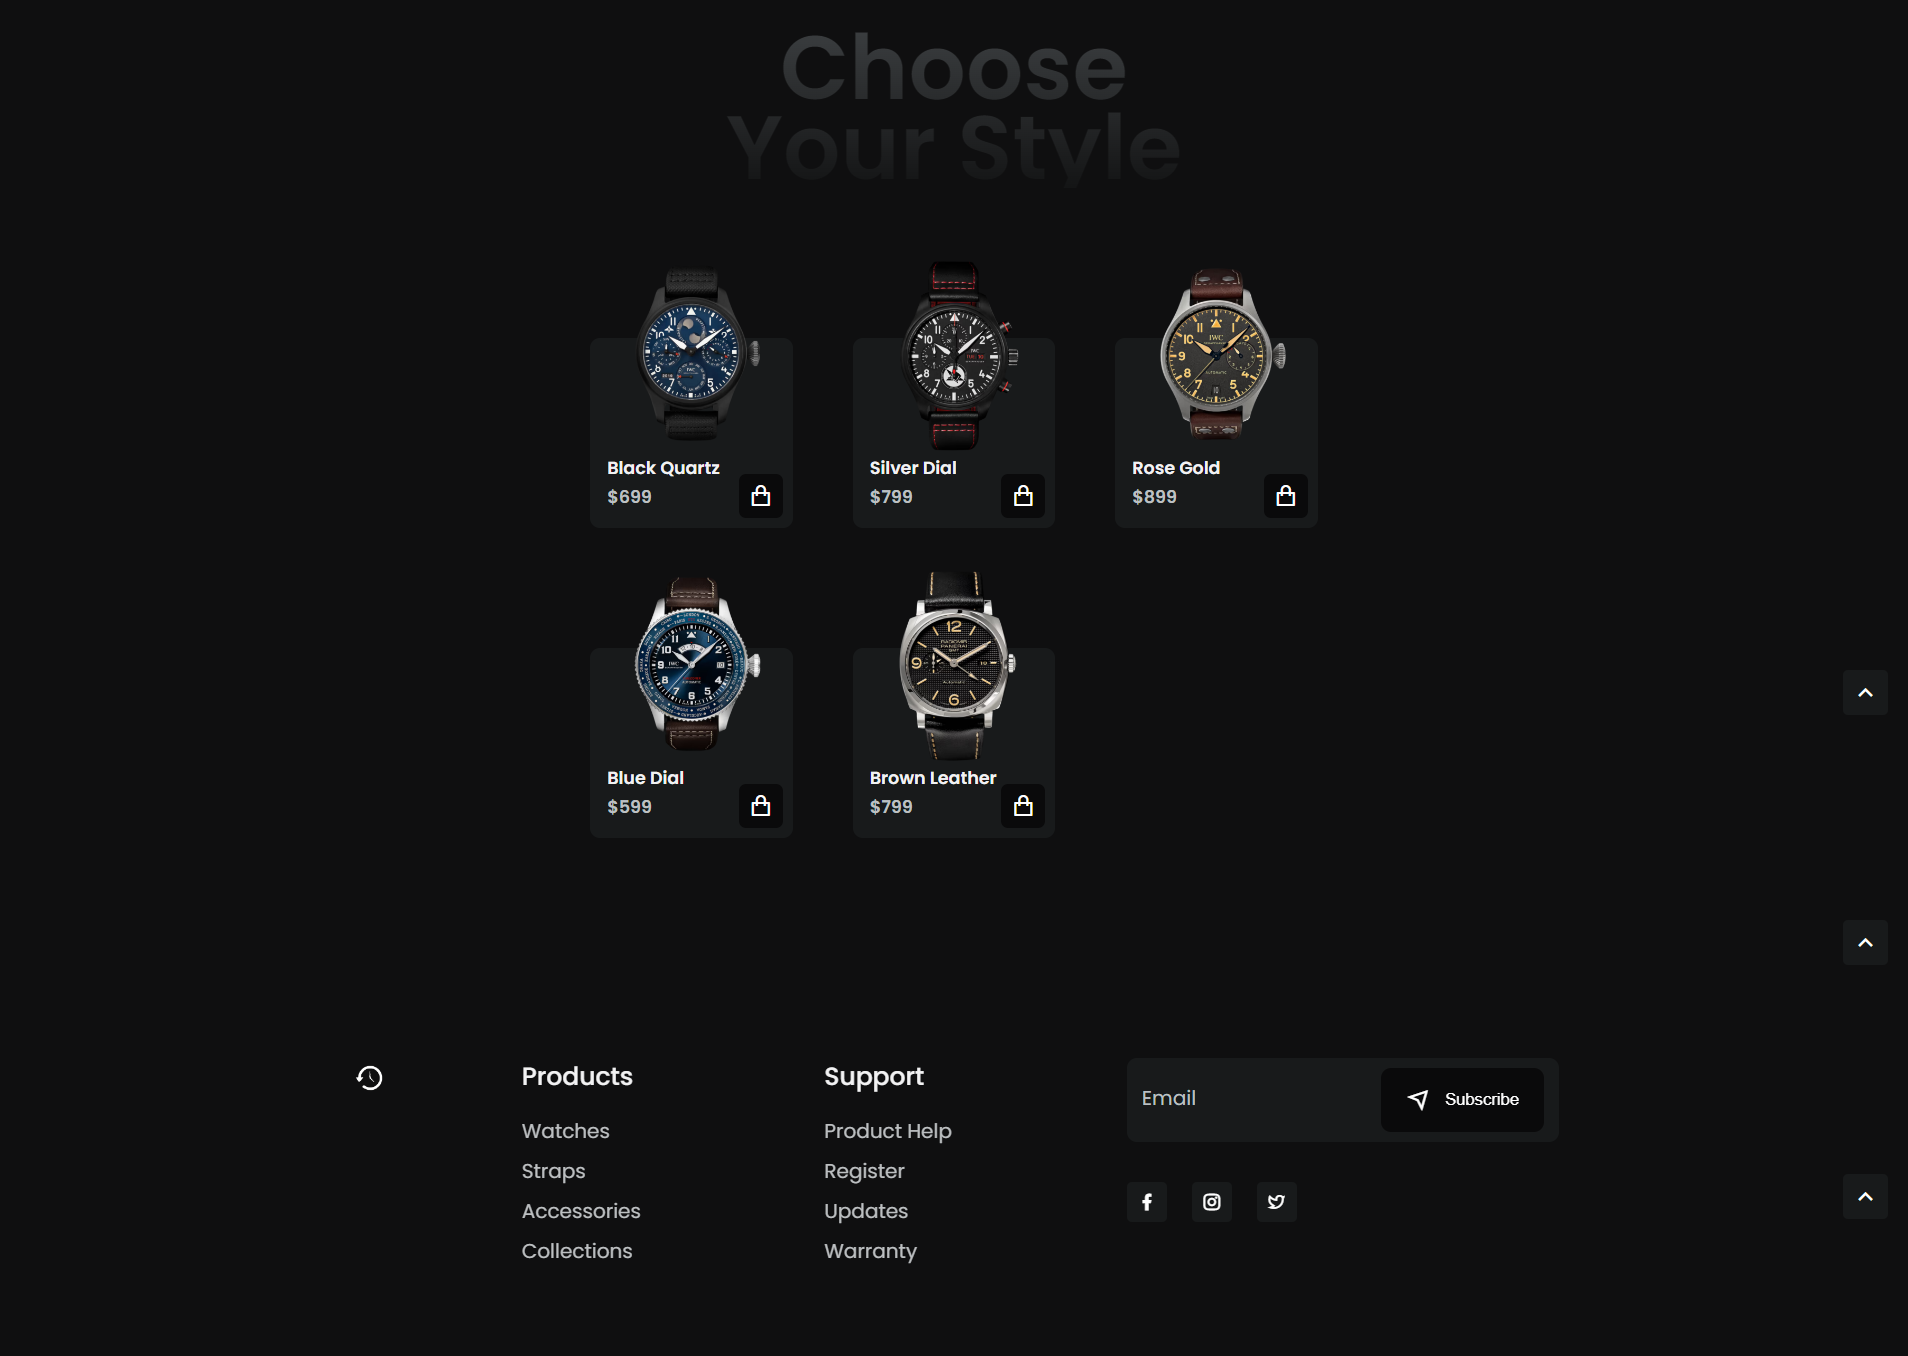 Choose
Your Style
Black Quartz
$699
Silver Dial
$799
Rose Gold
$899
Blue Dial
$599
Brown Leather
$799
Products
Watches
Straps
Accessories
Collections
Support
Product Help
Register
Updates
Warranty
Email
Subscribe